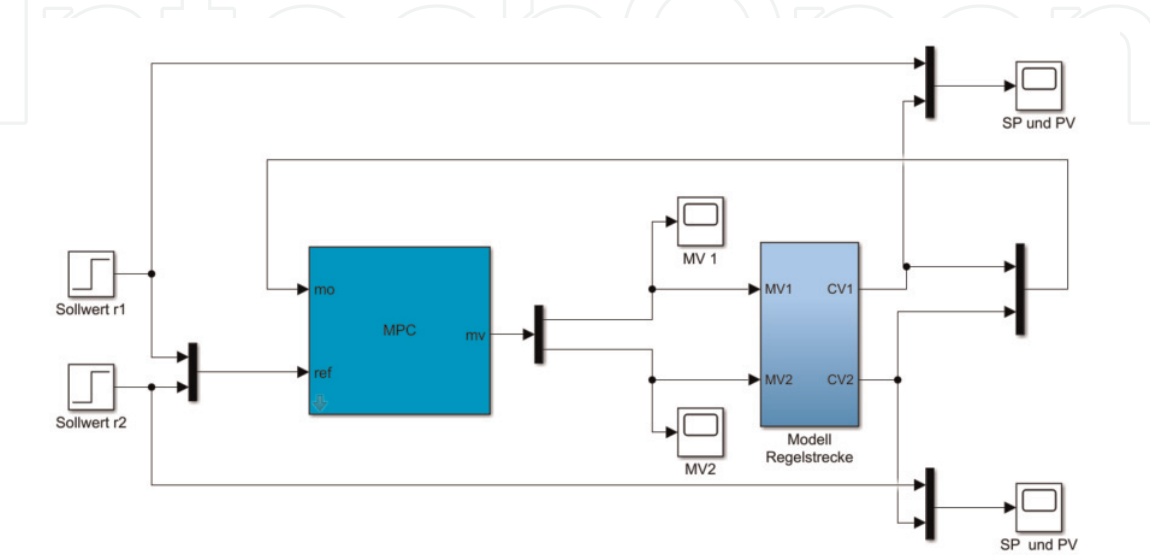 IntechOpen
SP und PV
MV 1
Sollwert r1
mo
MPC
mv
ref
MV1
CV1
MV2
CV2
Sollwert r2
MV2
Modell
Regelstrecke
SP und PV